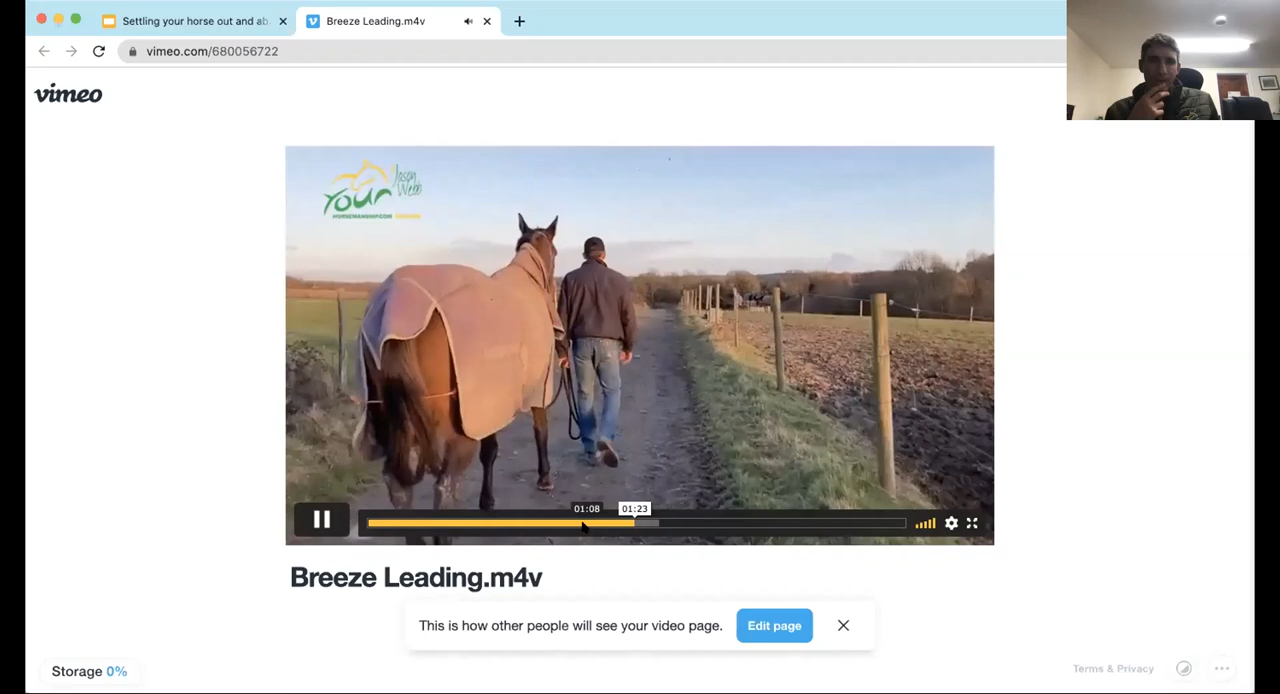 Settling your horse out and ab
Breeze Leading.m4v
vimeo.com/680056722
vimeo
Jason
Webb
YOUR
HORSEMANSHIP.COM
01:08
01:23
Breeze Leading.m4v
This is how other people will see your video page.
Edit page
Storage 0%
Terms & Privacy